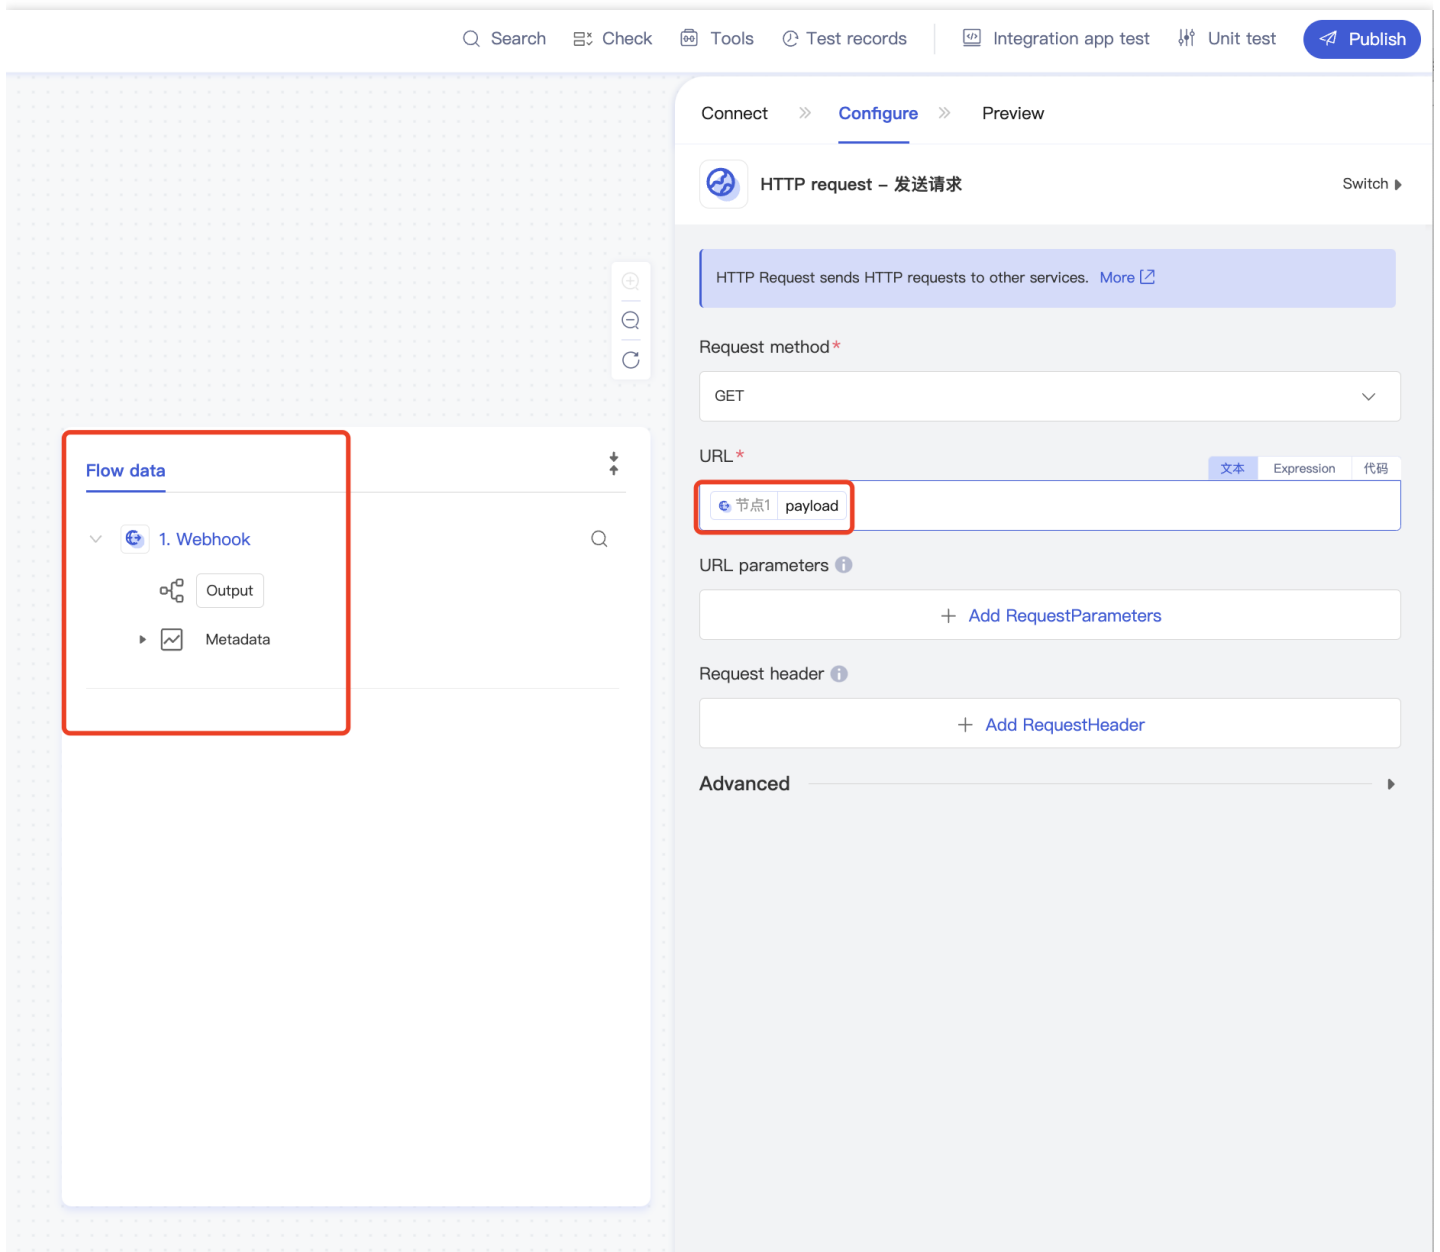 Search Check Tools Test records Integration app test Unit test Publish
Connect Configure Preview
HTTP request – 发送请求 Switch
HTTP Request sends HTTP requests to other services. More
Request method*
GET
Flow data
1. Webhook
Output
Metadata
URL*
文本 Expression 代码
节点1 payload
URL parameters
Add RequestParameters
Request header
Add RequestHeader
Advanced